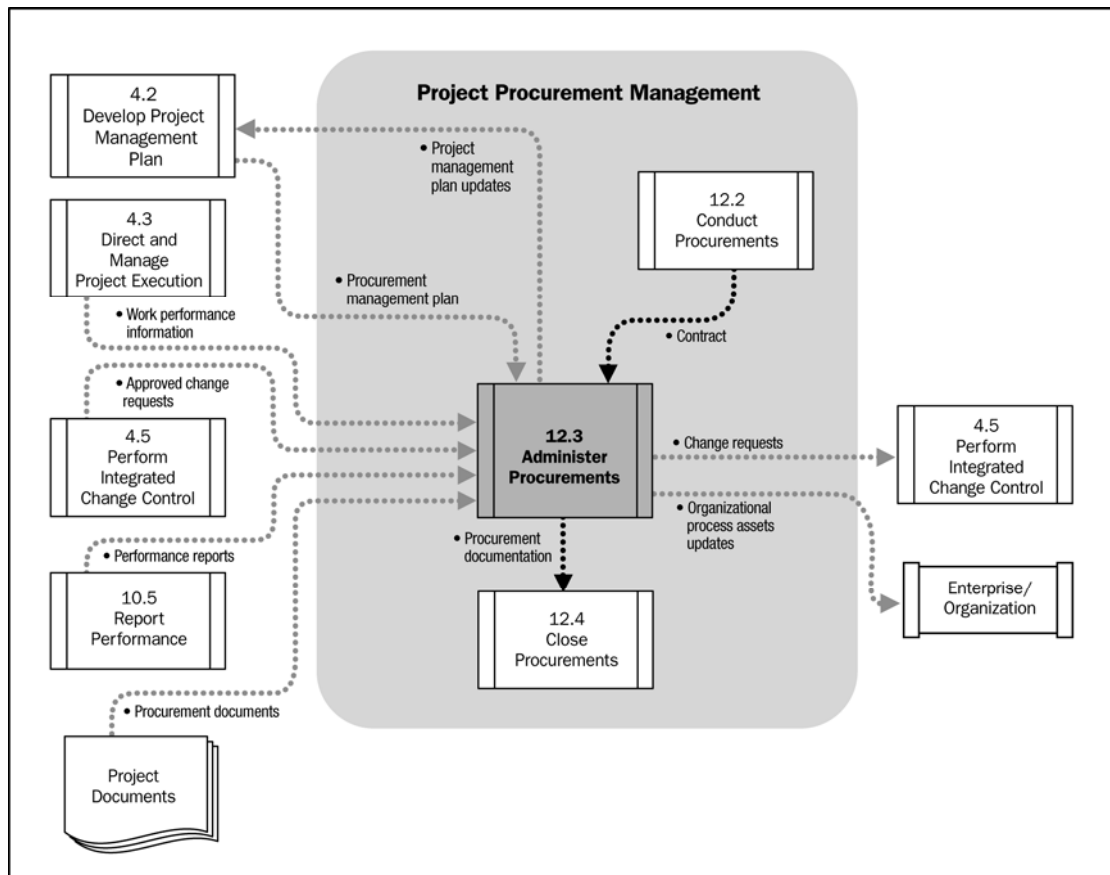 Project Procurement Management
4.2
Develop Project
Management
Plan
• Project
management
plan updates
12.2
Conduct
Procurements
4.3
Direct and
Manage
Project Execution
• Procurement
management plan
• Work performance
information
• Contract
• Approved change
requests
4.5
Perform
Integrated
Change Control
12.3
Administer
Procurements
• Change requests
4.5
Perform
Integrated
Change Control
• Organizational
process assets
updates
• Procurement
documentation
• Performance reports
10.5
Report
Performance
12.4
Close
Procurements
Enterprise/
Organization
• Procurement documents
Project
Documents